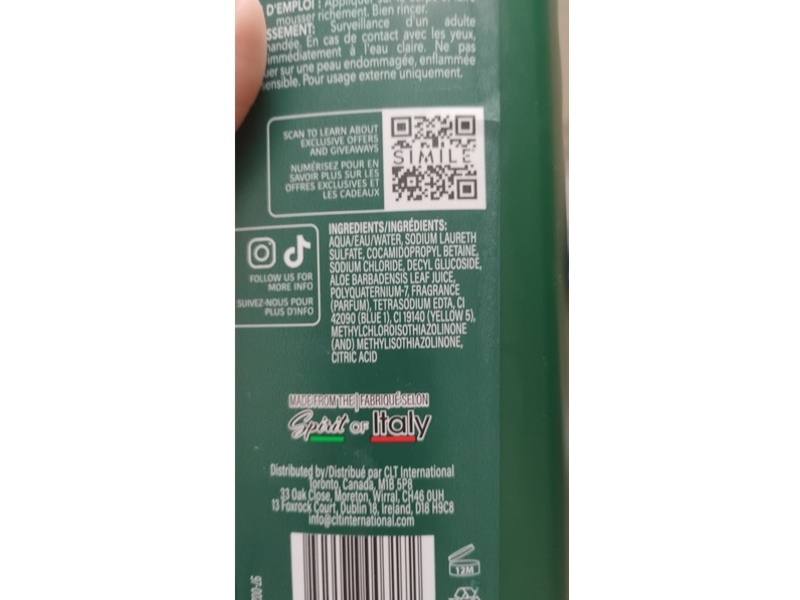 D'EMPLOI : Appliquer sur le corps et faire
mousser richement. Bien rincer.
SSEMENT: Surveillance d'un adulte
mandée. En cas de contact avec les yeux,
immédiatement à l'eau claire. Ne pas
uer sur une peau endommagée, enflammée
ensible. Pour usage externe uniquement.
SCAN TO LEARN ABOUT
EXCLUSIVE OFFERS
AND GIVEAWAYS
NUMÉRISEZ POUR EN
SAVOIR PLUS SUR LES
OFFRES EXCLUSIVES ET
LES CADEAUX
SIMILE
FOLLOW US FOR
MORE INFO
SUIVEZ-NOUS POUR
PLUS D'INFO
INGREDIENTS/INGRÉDIENTS:
AQUA/EAU/WATER, SODIUM LAURETH
SULFATE, COCAMIDOPROPYL BETAINE,
SODIUM CHLORIDE, DECYL GLUCOSIDE,
ALOE BARBADENSIS LEAF JUICE,
POLYQUATERNIUM-7, FRAGRANCE
(PARFUM), TETRASODIUM EDTA, CI
42090 (BLUE 1), CI 19140 (YELLOW 5),
METHYLCHLOROISOTHIAZOLINONE
(AND) METHYLISOTHIAZOLINONE,
CITRIC ACID
MADE FROM THE | FABRIQUÉ SELON
Spirit OF Italy
Distributed by/Distribué par CLT International
Toronto, Canada, M1B 5P8
33 Oak Close, Moreton, Wirral, CH46 0UH
13 Foxrock Court, Dublin 18, Ireland, D18 H9C8
info@cltinternational.com
12M